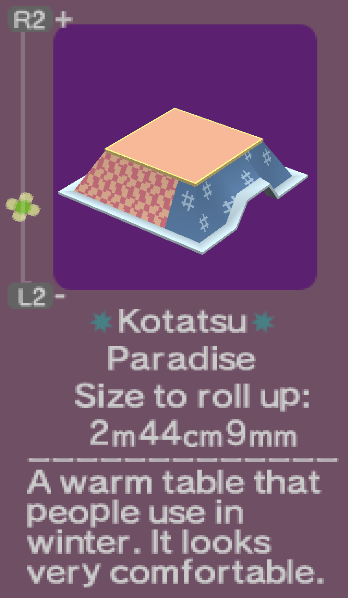 R2 +
L2 -
Kotatsu
Paradise
Size to roll up:
2m44cm9mm
A warm table that
people use in
winter. It looks
very comfortable.